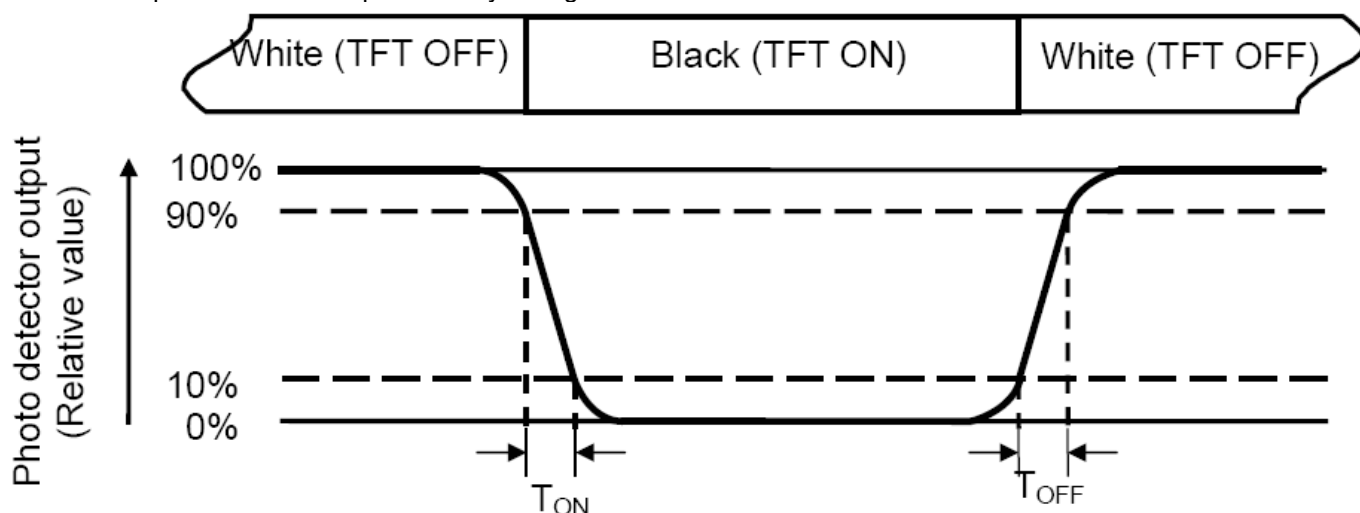 White (TFT OFF) Black (TFT ON) White (TFT OFF)
Photo detector output
(Relative value)
100%
90%
10%
0%
TON
TOFF